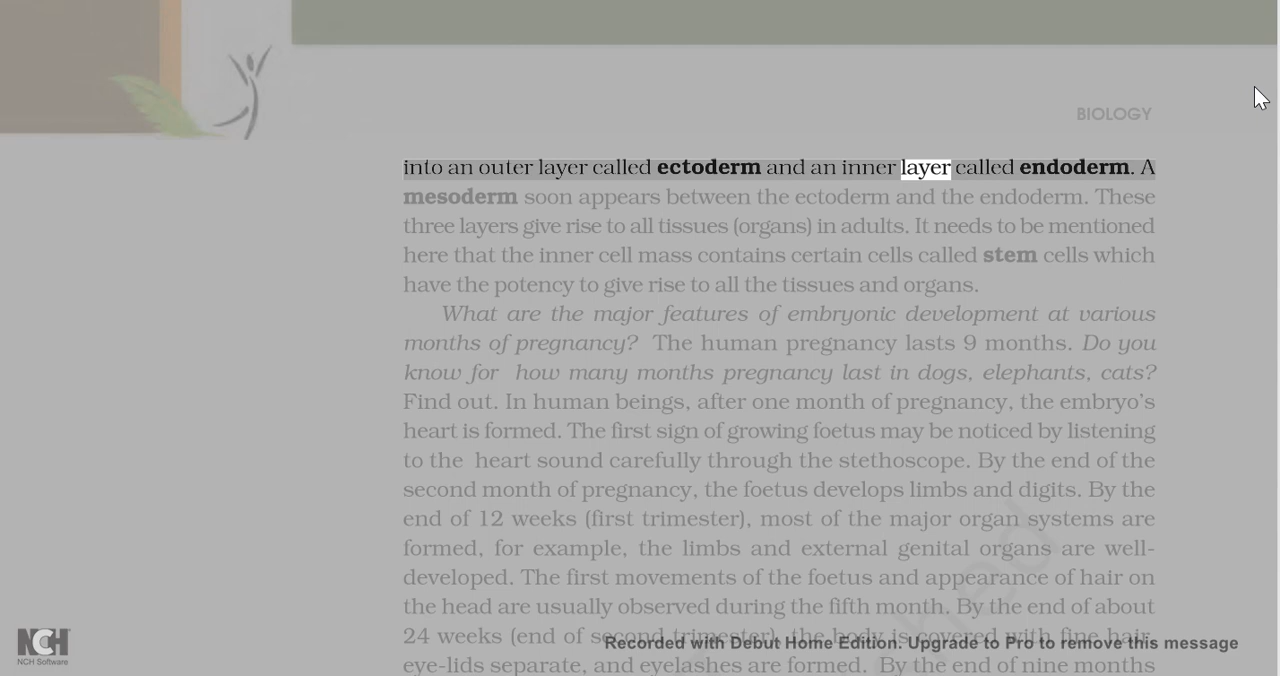 BIOLOGY
into an outer layer called ectoderm and an inner layer called endoderm. A
mesoderm soon appears between the ectoderm and the endoderm. These
three layers give rise to all tissues (organs) in adults. It needs to be mentioned
here that the inner cell mass contains certain cells called stem cells which
have the potency to give rise to all the tissues and organs.
What are the major features of embryonic development at various
months of pregnancy? The human pregnancy lasts 9 months. Do you
know for how many months pregnancy last in dogs, elephants, cats?
Find out. In human beings, after one month of pregnancy, the embryo's
heart is formed. The first sign of growing foetus may be noticed by listening
to the heart sound carefully through the stethoscope. By the end of the
second month of pregnancy, the foetus develops limbs and digits. By the
end of 12 weeks (first trimester), most of the major organ systems are
formed, for example, the limbs and external genital organs are well-
developed. The first movements of the foetus and appearance of hair on
the head are usually observed during the fifth month. By the end of about
24 weeks (end of second trimester), the body is covered with fine hair,
eye-lids separate, and eyelashes are formed. By the end of nine months
NCH
NCH Software
Recorded with Debut Home Edition. Upgrade to Pro to remove this message